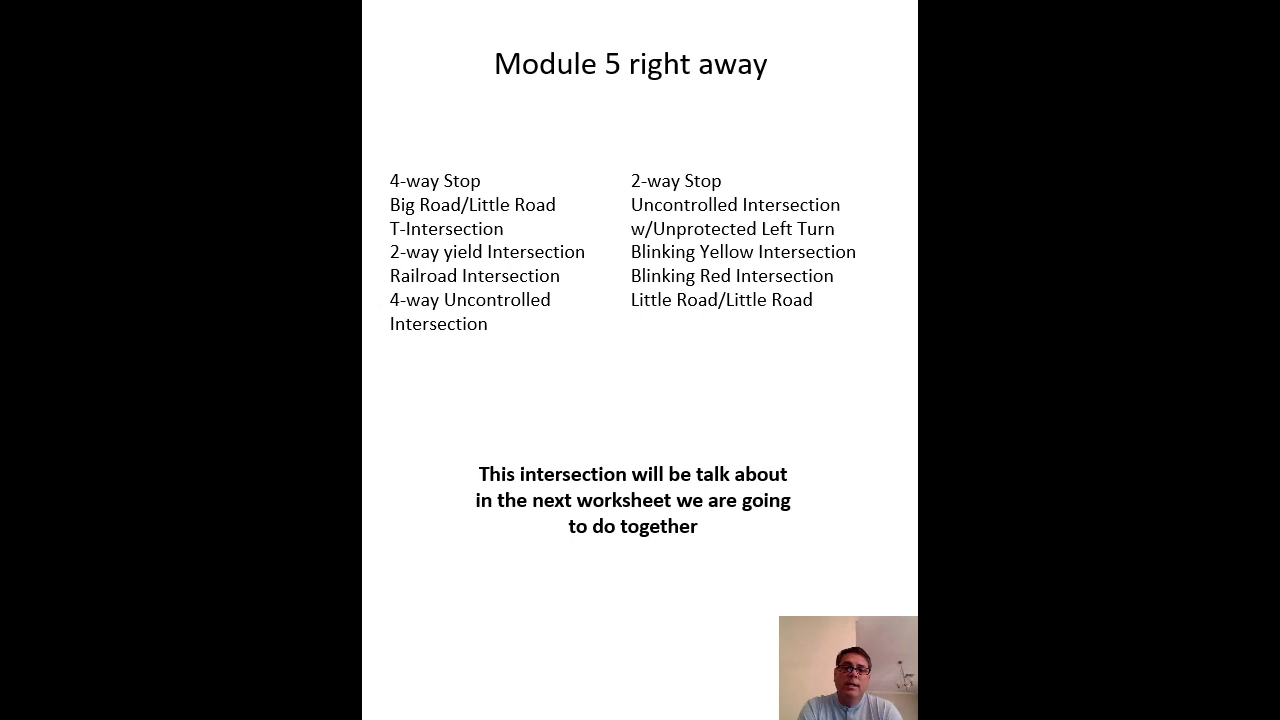 Module 5 right away
4-way Stop
Big Road/Little Road
T-Intersection
2-way yield Intersection
Railroad Intersection
4-way Uncontrolled
Intersection
2-way Stop
Uncontrolled Intersection
w/Unprotected Left Turn
Blinking Yellow Intersection
Blinking Red Intersection
Little Road/Little Road
This intersection will be talk about
in the next worksheet we are going
to do together